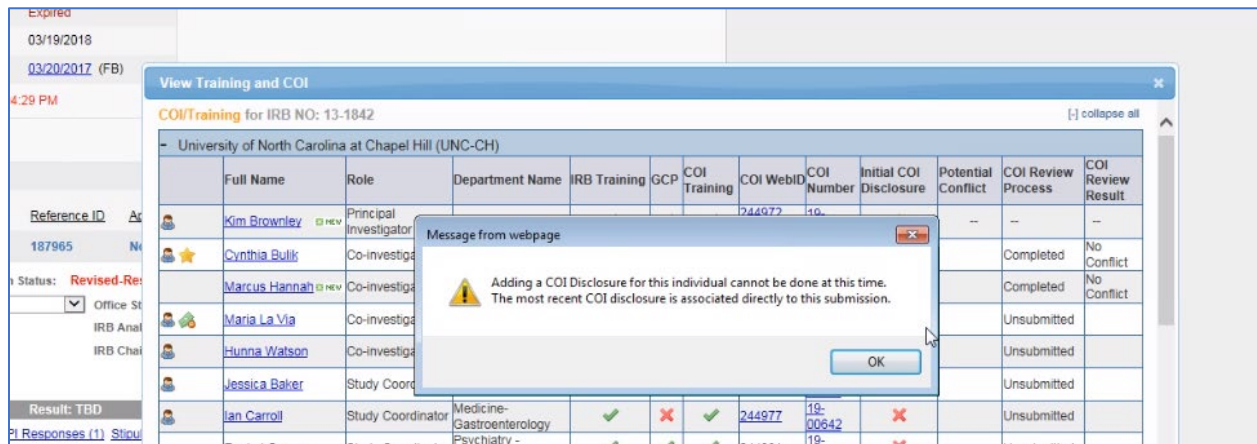 Expired
03/19/2018
03/20/2017 (FB)
4:29 PM
Reference ID
187965
Status: Revised-Res
Office St
IRB Anal
IRB Chai
Result: TBD
PI Responses (1) Stipul
View Training and COI
COI/Training for IRB NO: 13-1842 [-] collapse all
- University of North Carolina at Chapel Hill (UNC-CH)
Full Name Role Department Name IRB Training GCP COI Training COI WebID COI Number Initial COI Disclosure Potential Conflict COI Review Process COI Review Result
Kim Brownley NEW Principal Investigator 244972 19- -- -- --
Cynthia Bulik Co-investiga Completed No Conflict
Marcus Hannah NEW Co-investiga Completed No Conflict
Maria La Via Co-investiga Unsubmitted
Hunna Watson Co-investiga Unsubmitted
Jessica Baker Study Coord Unsubmitted
Ian Carroll Study Coordinator Medicine-Gastroenterology 244977 19-00642 Unsubmitted
Psychiatry - 19-
Message from webpage
Adding a COI Disclosure for this individual cannot be done at this time.
The most recent COI disclosure is associated directly to this submission.
OK